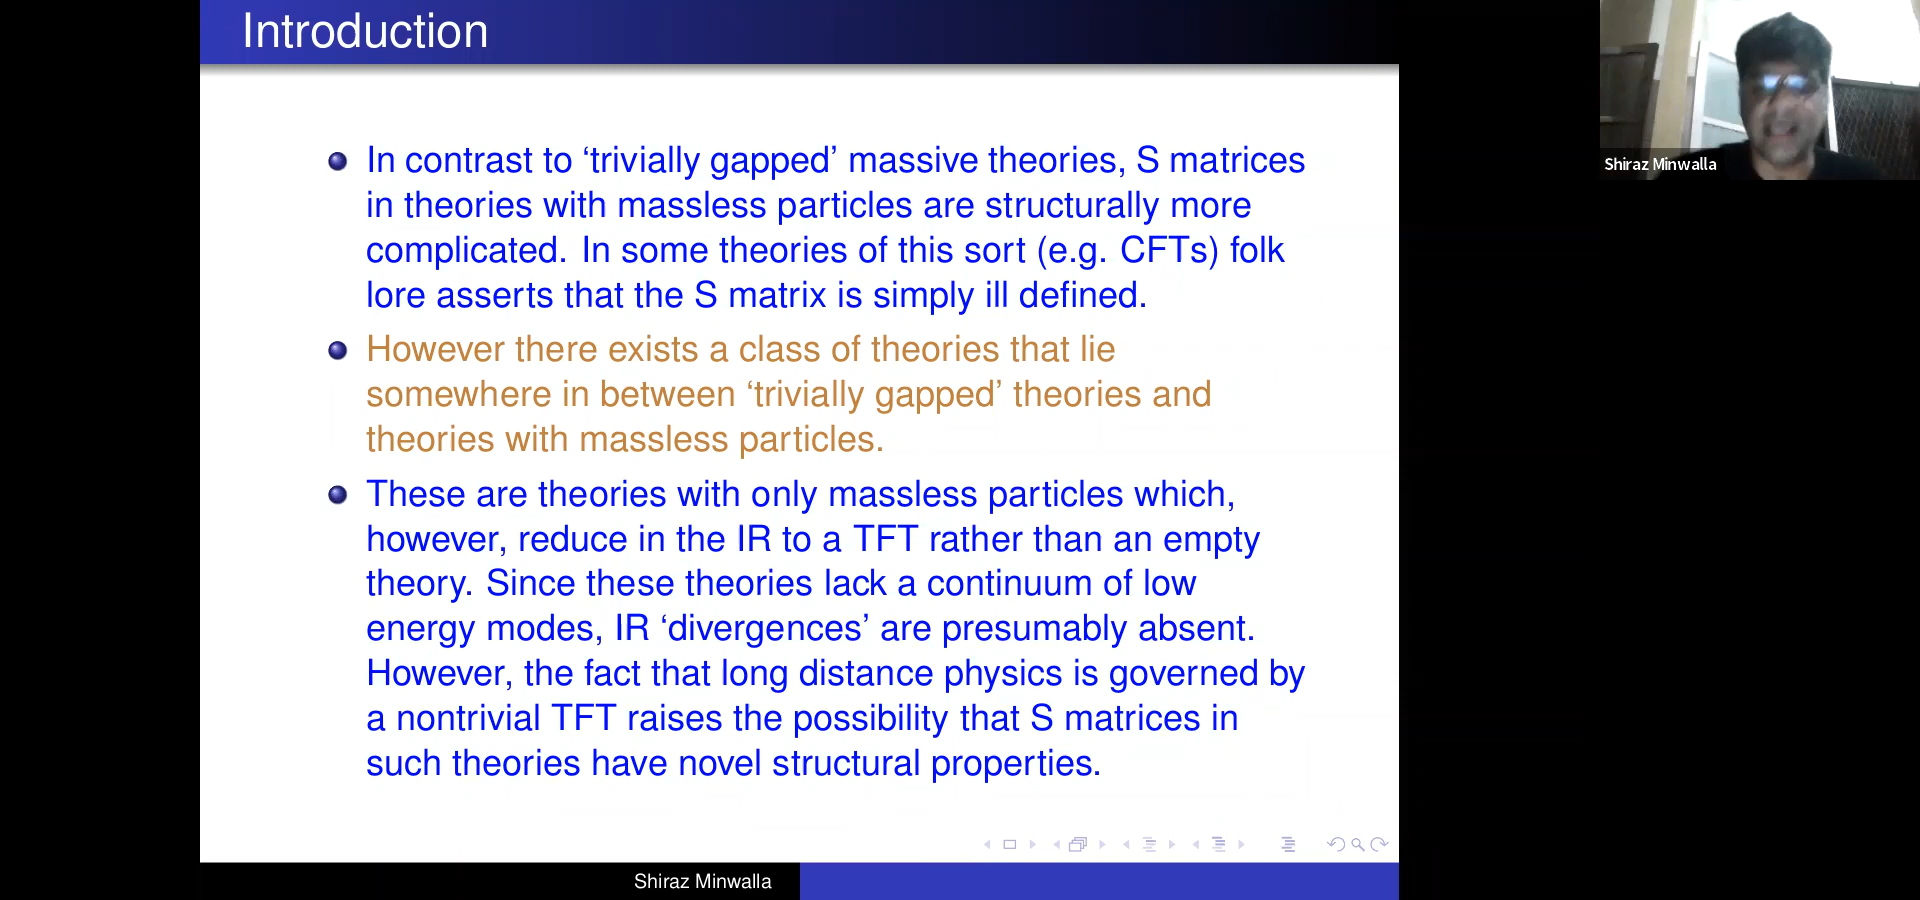 Introduction
In contrast to ‘trivially gapped’ massive theories, S matrices
in theories with massless particles are structurally more
complicated. In some theories of this sort (e.g. CFTs) folk
lore asserts that the S matrix is simply ill defined.
However there exists a class of theories that lie
somewhere in between ‘trivially gapped’ theories and
theories with massless particles.
These are theories with only massless particles which,
however, reduce in the IR to a TFT rather than an empty
theory. Since these theories lack a continuum of low
energy modes, IR ‘divergences’ are presumably absent.
However, the fact that long distance physics is governed by
a nontrivial TFT raises the possibility that S matrices in
such theories have novel structural properties.
Shiraz Minwalla
Shiraz Minwalla